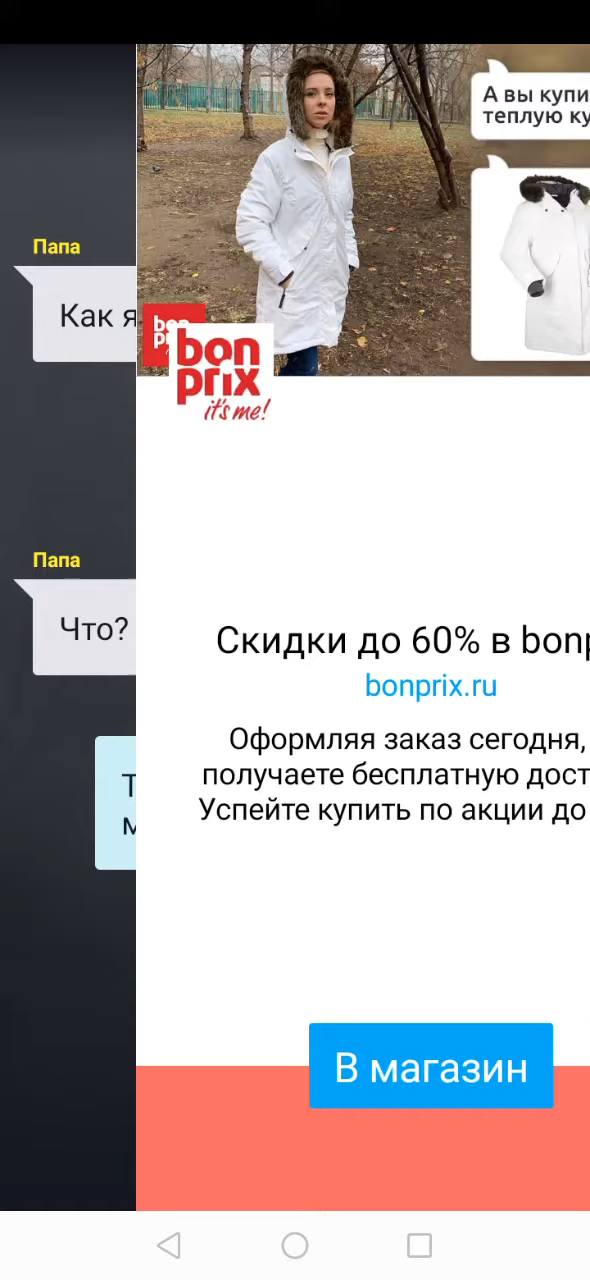 А вы купи
теплую ку
Папа
Как я
bon
prix
it's me!
Папа
Что?
Скидки до 60% в bonp
bonprix.ru
Оформляя заказ сегодня,
получаете бесплатную дост
Успейте купить по акции до
Т
м
В магазин